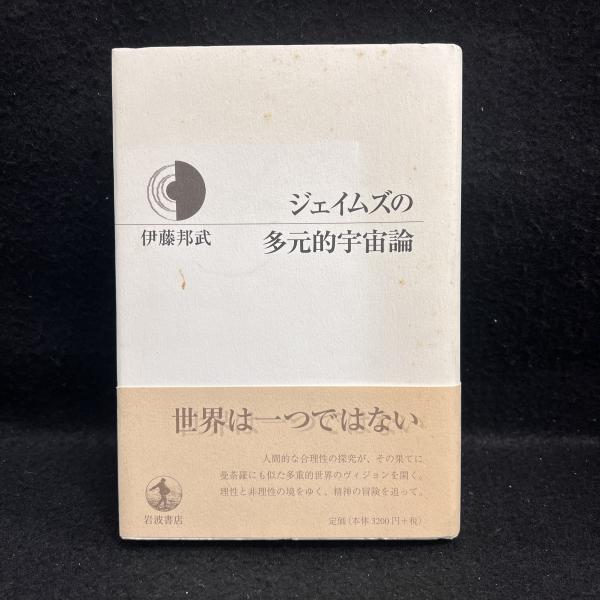 ジェイムズの
伊藤邦武
多元的宇宙論
世界は一つではない
人間的な合理性の探究が、その果てに
曼荼羅にも似た多重的世界のヴィジョンを開く。
理性と非理性の境をゆく、精神の冒険を追って。
岩波書店
定価(本体3200円+税)